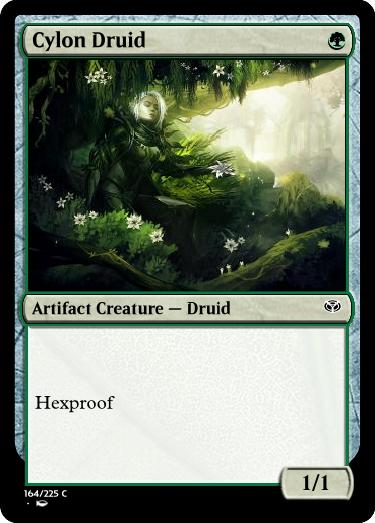 Cylon Druid
Artifact Creature — Druid
Hexproof
1/1
164/225 C